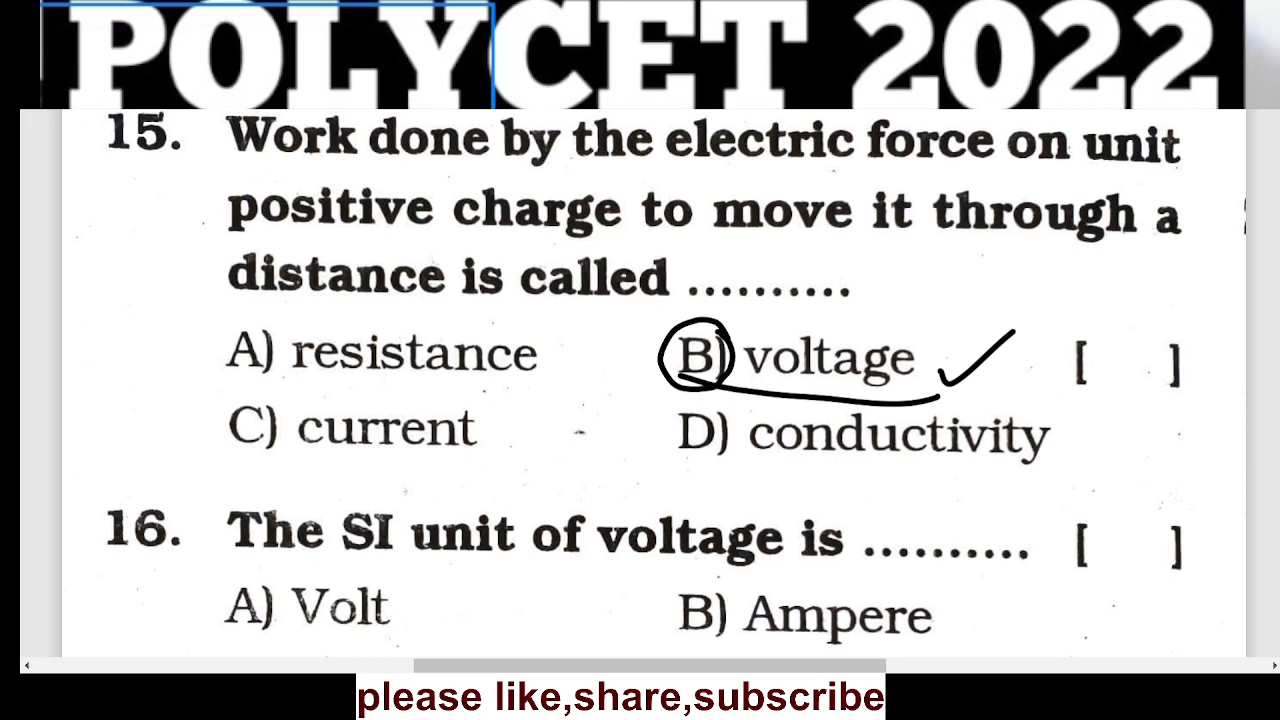 POLYCET 2022
15. Work done by the electric force on unit
positive charge to move it through a
distance is called ..........
A) resistance B) voltage [ ]
C) current D) conductivity
16. The SI unit of voltage is .......... [ ]
A) Volt B) Ampere
please like,share,subscribe